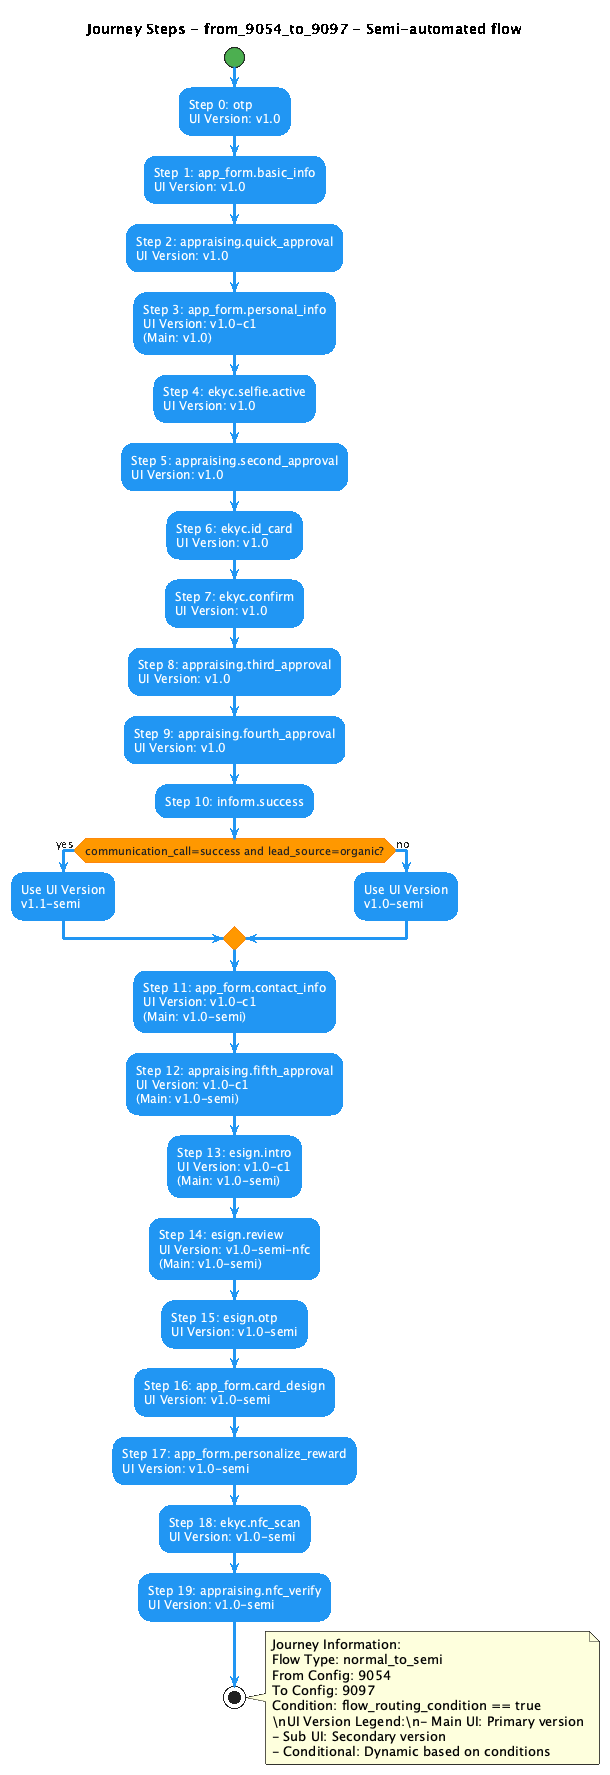 Journey Steps - from_9054_to_9097 - Semi-automated flow
Step 0: otp
UI Version: v1.0
Step 1: app_form.basic_info
UI Version: v1.0
Step 2: appraising.quick_approval
UI Version: v1.0
Step 3: app_form.personal_info
UI Version: v1.0-c1
(Main: v1.0)
Step 4: ekyc.selfie.active
UI Version: v1.0
Step 5: appraising.second_approval
UI Version: v1.0
Step 6: ekyc.id_card
UI Version: v1.0
Step 7: ekyc.confirm
UI Version: v1.0
Step 8: appraising.third_approval
UI Version: v1.0
Step 9: appraising.fourth_approval
UI Version: v1.0
Step 10: inform.success
yes
communication_call=success and lead_source=organic?
no
Use UI Version
v1.1-semi
Use UI Version
v1.0-semi
Step 11: app_form.contact_info
UI Version: v1.0-c1
(Main: v1.0-semi)
Step 12: appraising.fifth_approval
UI Version: v1.0-c1
(Main: v1.0-semi)
Step 13: esign.intro
UI Version: v1.0-c1
(Main: v1.0-semi)
Step 14: esign.review
UI Version: v1.0-semi-nfc
(Main: v1.0-semi)
Step 15: esign.otp
UI Version: v1.0-semi
Step 16: app_form.card_design
UI Version: v1.0-semi
Step 17: app_form.personalize_reward
UI Version: v1.0-semi
Step 18: ekyc.nfc_scan
UI Version: v1.0-semi
Step 19: appraising.nfc_verify
UI Version: v1.0-semi
Journey Information:
Flow Type: normal_to_semi
From Config: 9054
To Config: 9097
Condition: flow_routing_condition == true
\nUI Version Legend:\n- Main UI: Primary version
- Sub UI: Secondary version
- Conditional: Dynamic based on conditions